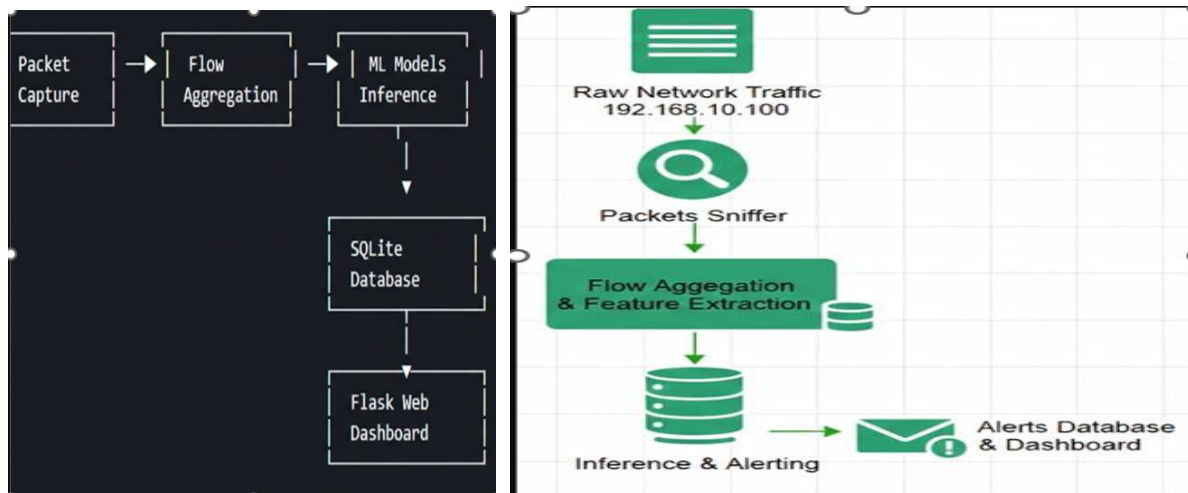 Packet
Capture
Flow
Aggregation
ML Models
Inference
SQLite
Database
Flask Web
Dashboard
Raw Network Traffic
192.168.10.100
Packets Sniffer
Flow Aggegation
& Feature Extraction
Inference & Alerting
Alerts Database
& Dashboard